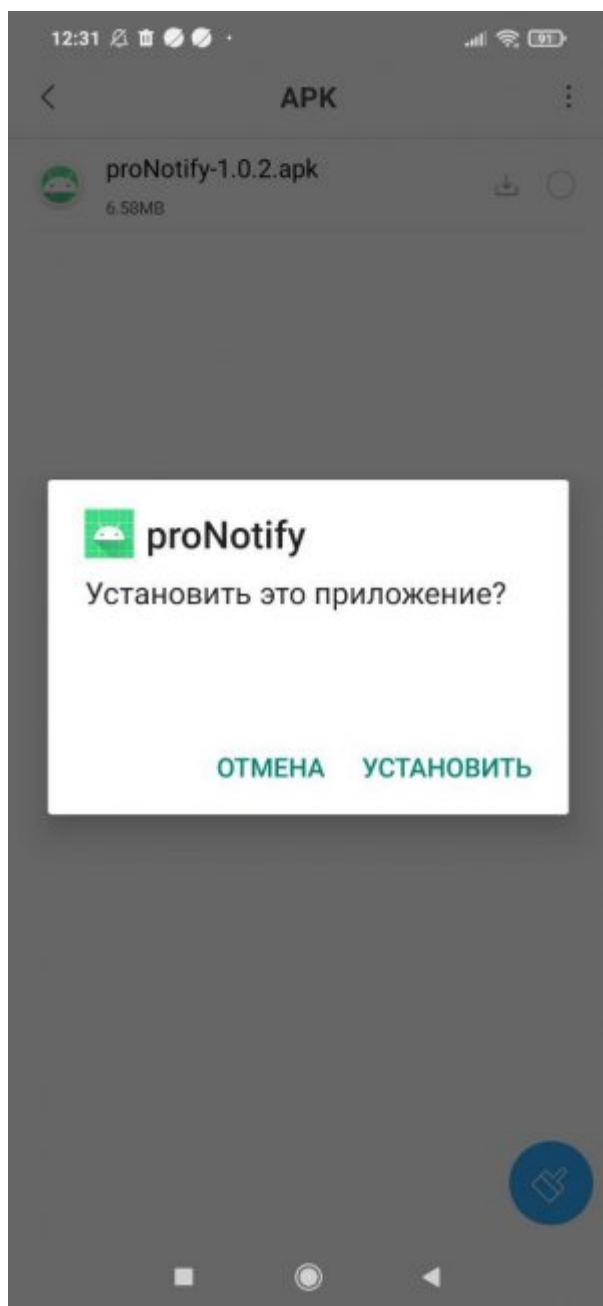 12:31
91
APK
proNotify-1.0.2.apk
6.58MB
proNotify
Установить это приложение?
ОТМЕНА УСТАНОВИТЬ